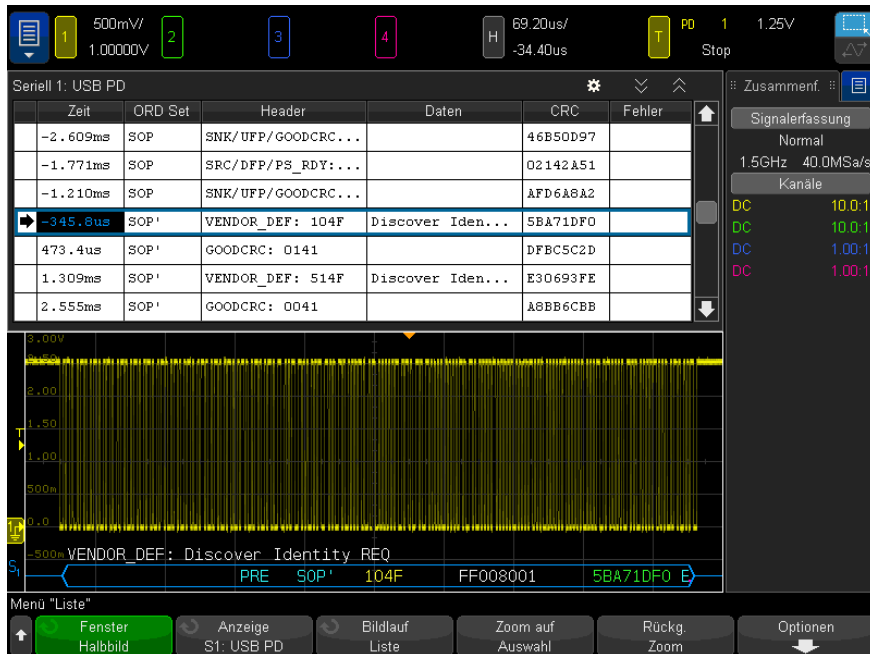 1 500mV/ 2 3 4 H 69.20us/ T PD 1 1.25V
1.00000V -34.40us Stop
Seriell 1: USB PD
Zeit ORD Set Header Daten CRC Fehler
-2.609ms SOP SNK/UFP/GOODCRC... 46B50D97
-1.771ms SOP SRC/DFP/PS_RDY:... 02142A51
-1.210ms SOP SNK/UFP/GOODCRC... AFD6A8A2
-345.8us SOP' VENDOR_DEF: 104F Discover Iden... 5BA71DF0
473.4us SOP' GOODCRC: 0141 DFBC5C2D
1.309ms SOP' VENDOR_DEF: 514F Discover Iden... E30693FE
2.555ms SOP' GOODCRC: 0041 A8BB6CBB
Zusammenf.
Signalerfassung
Normal
1.5GHz 40.0MSa/s
Kanäle
DC 10.0:1
DC 10.0:1
DC 1.00:1
DC 1.00:1
3.00V
2.00
1.50
T
1.00
500m
0.0
-500m
VENDOR_DEF: Discover Identity REQ
S1 PRE SOP' 104F FF008001 5BA71DF0 E
Menü "Liste"
Fenster Anzeige Bildlauf Zoom auf Rückg. Optionen
Halbbild S1: USB PD Liste Auswahl Zoom